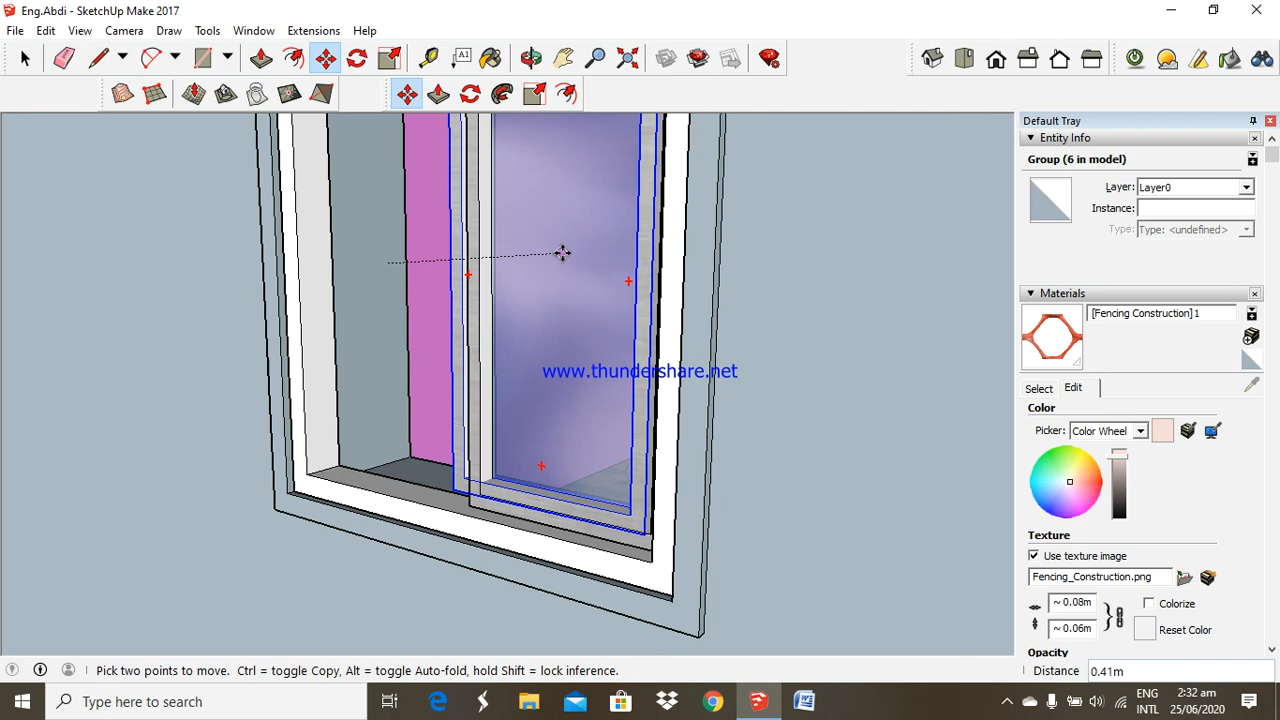 Eng.Abdi - SketchUp Make 2017
File Edit View Camera Draw Tools Window Extensions Help
A1
Default Tray
Entity Info
Group (6 in model)
Layer: Layer0
Instance:
Type: Type: <undefined>
Materials
[Fencing Construction]1
Select Edit
Color
Picker: Color Wheel
Texture
Use texture image
Fencing_Construction.png
~ 0.08m
Colorize
~ 0.06m
Reset Color
Opacity
www.thundershare.net
Pick two points to move. Ctrl = toggle Copy, Alt = toggle Auto-fold, hold Shift = lock inference.
Distance 0.41m
Type here to search
ENG
INTL
2:32 am
25/06/2020